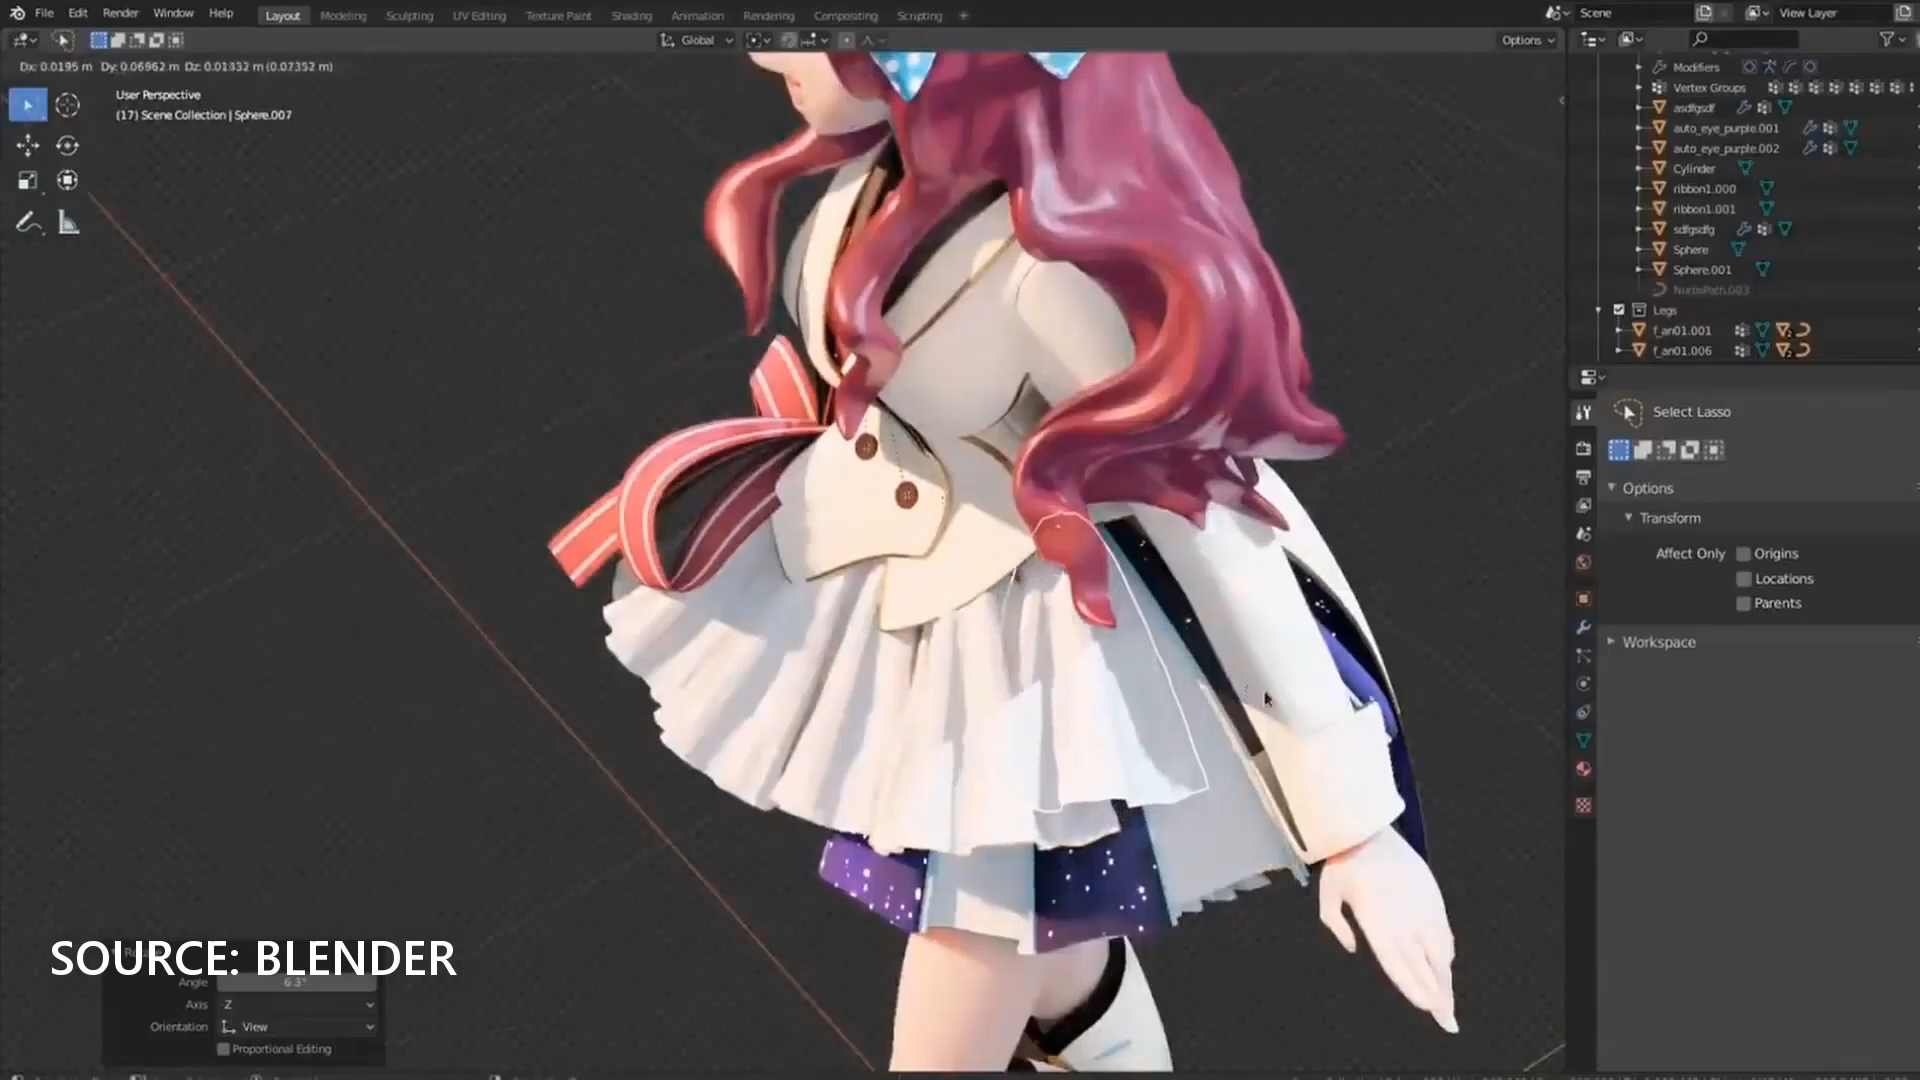 File Edit Render Window Help Layout Modeling Sculpting UV Editing Texture Paint Shading Animation Rendering Compositing Scripting + Scene View Layer
Global Options
Dx: 0.0195 m Dy: 0.06962 m Dz: 0.01332 m (0.07352 m)
User Perspective
(17) Scene Collection | Sphere.007
Modifiers
Vertex Groups
asdfgsdf
auto_eye_purple.001
auto_eye_purple.002
Cylinder
ribbon1.000
ribbon1.001
sdfgsdfg
Sphere
Sphere.001
NurbsPath.003
Legs
f_an01.001
f_an01.006
Select Lasso
Options
Transform
Affect Only Origins
Locations
Parents
Workspace
SOURCE: BLENDER
Angle 6.3°
Axis Z
Orientation View
Proportional Editing